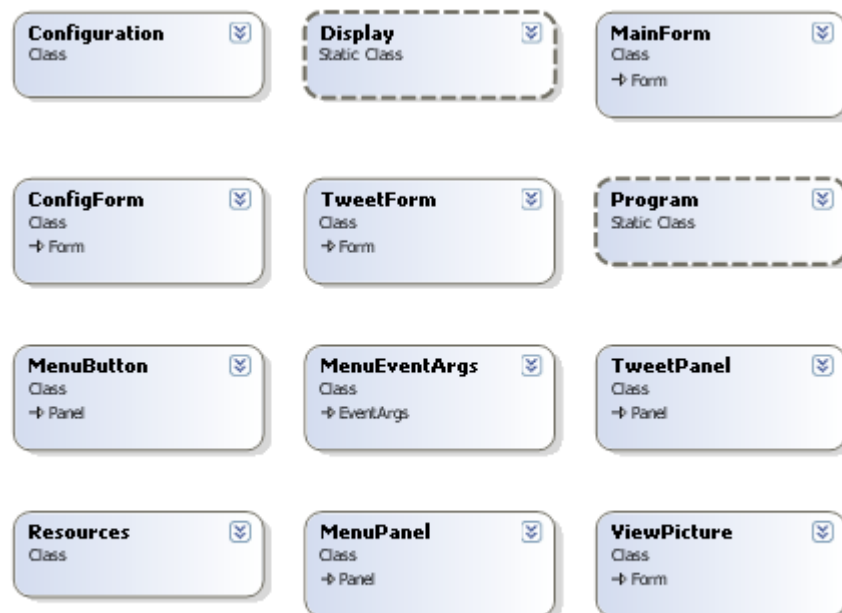 Configuration
Class
Display
Static Class
MainForm
Class
Form
ConfigForm
Class
Form
TweetForm
Class
Form
Program
Static Class
MenuButton
Class
Panel
MenuEventArgs
Class
EventArgs
TweetPanel
Class
Panel
Resources
Class
MenuPanel
Class
Panel
ViewPicture
Class
Form